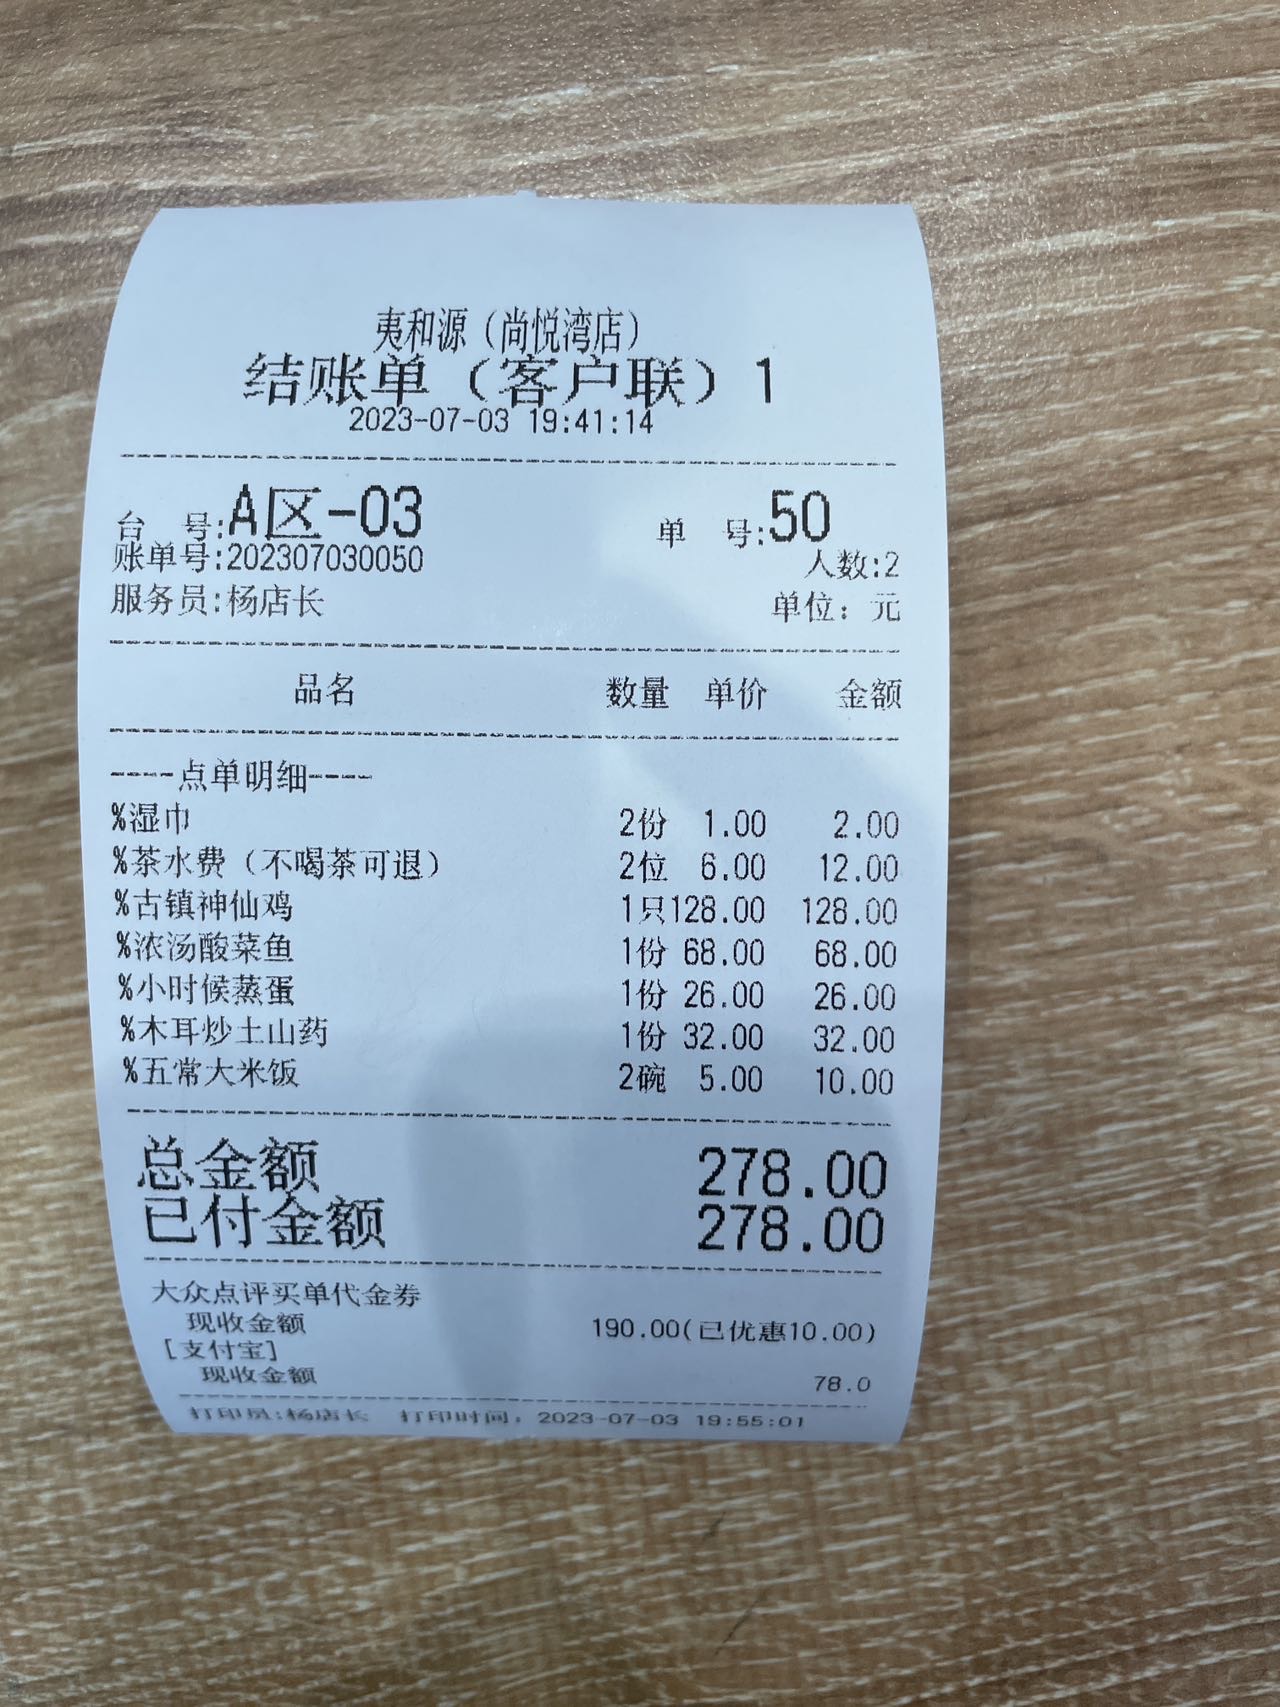 夷和源（尚悦湾店）
结账单（客户联）1
2023-07-03 19:41:14
台 号:A区-03 单 号:50
账单号:202307030050 人数:2
服务员:杨店长 单位：元
品名 数量 单价 金额
----点单明细----
%湿巾 2份 1.00 2.00
%茶水费（不喝茶可退） 2位 6.00 12.00
%古镇神仙鸡 1只128.00 128.00
%浓汤酸菜鱼 1份 68.00 68.00
%小时候蒸蛋 1份 26.00 26.00
%木耳炒土山药 1份 32.00 32.00
%五常大米饭 2碗 5.00 10.00
总金额 278.00
已付金额 278.00
大众点评买单代金券
现收金额 190.00(已优惠10.00)
[支付宝]
现收金额 78.0
打印员:杨店长 打印时间：2023-07-03 19:55:01